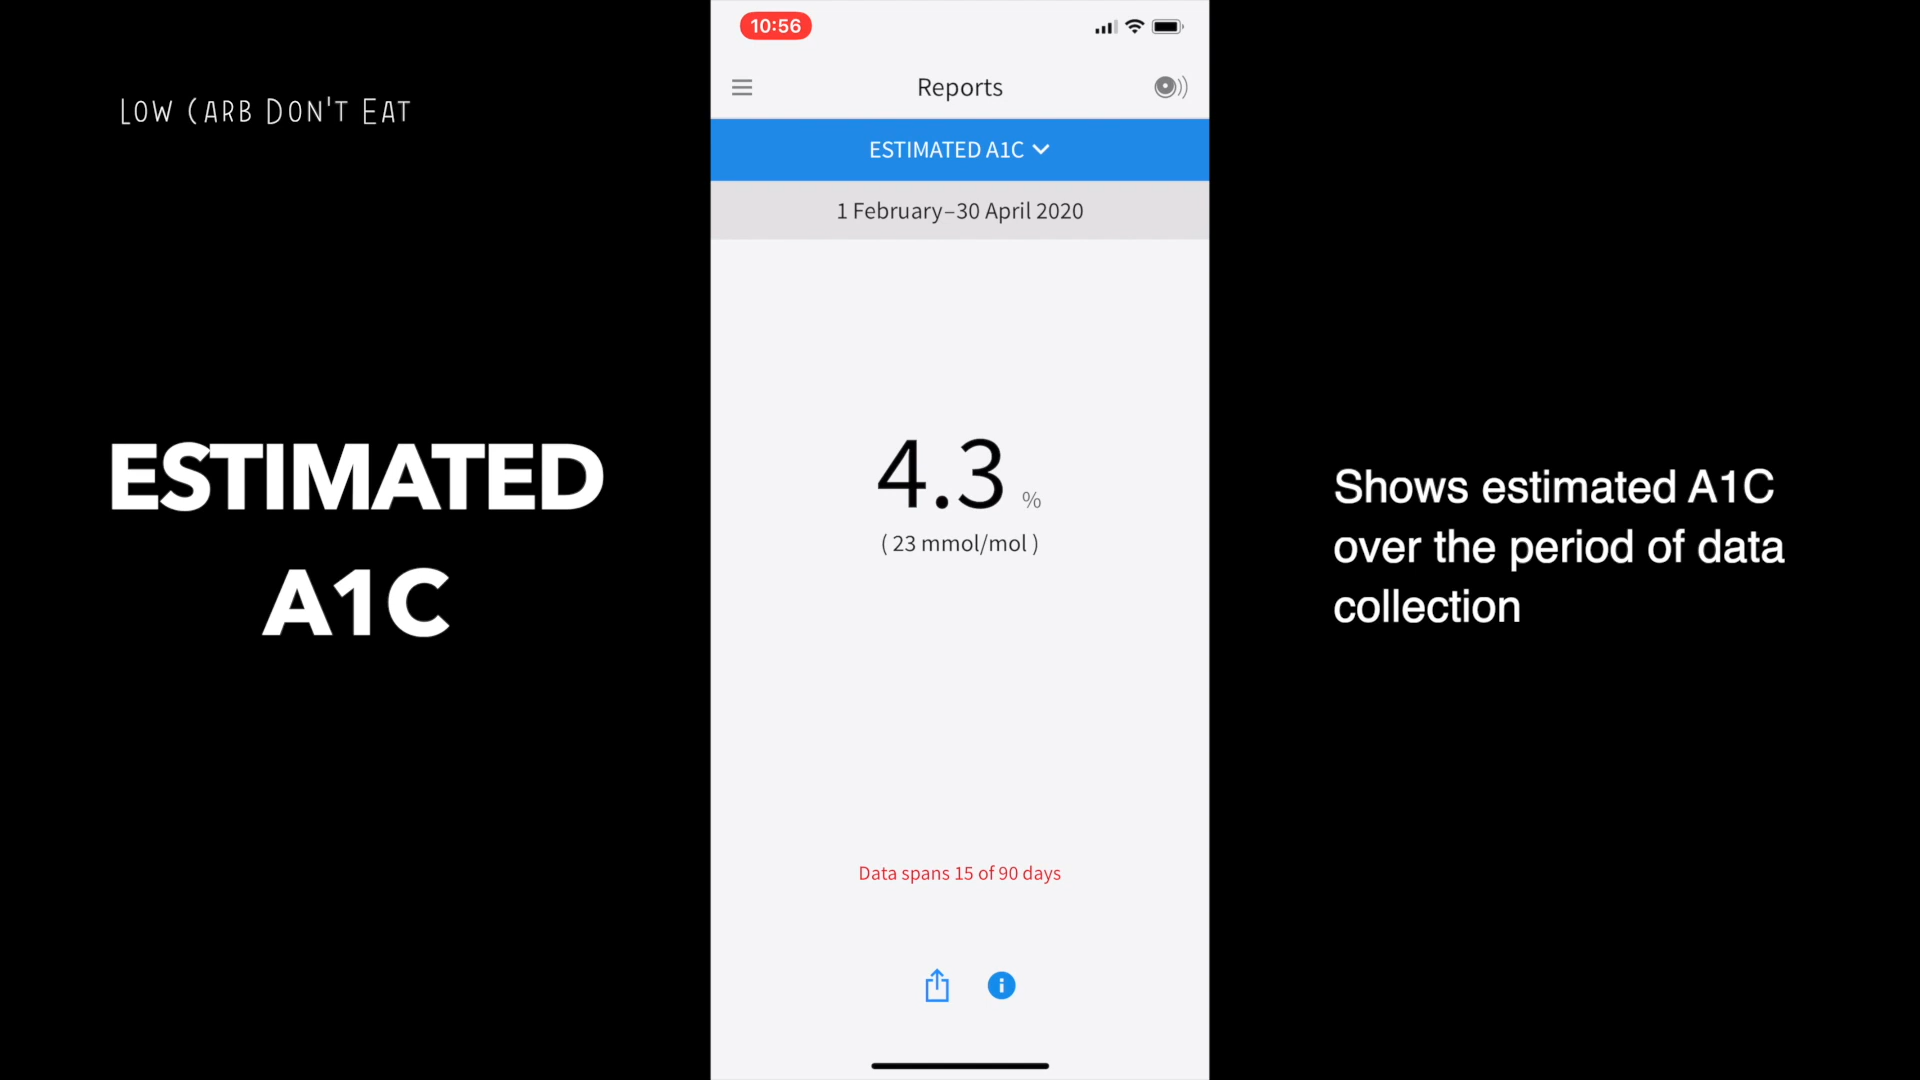 LOW CARB DON'T EAT
ESTIMATED
A1C
10:56
Reports
ESTIMATED A1C
1 February–30 April 2020
4.3 %
( 23 mmol/mol )
Data spans 15 of 90 days
Shows estimated A1C
over the period of data
collection